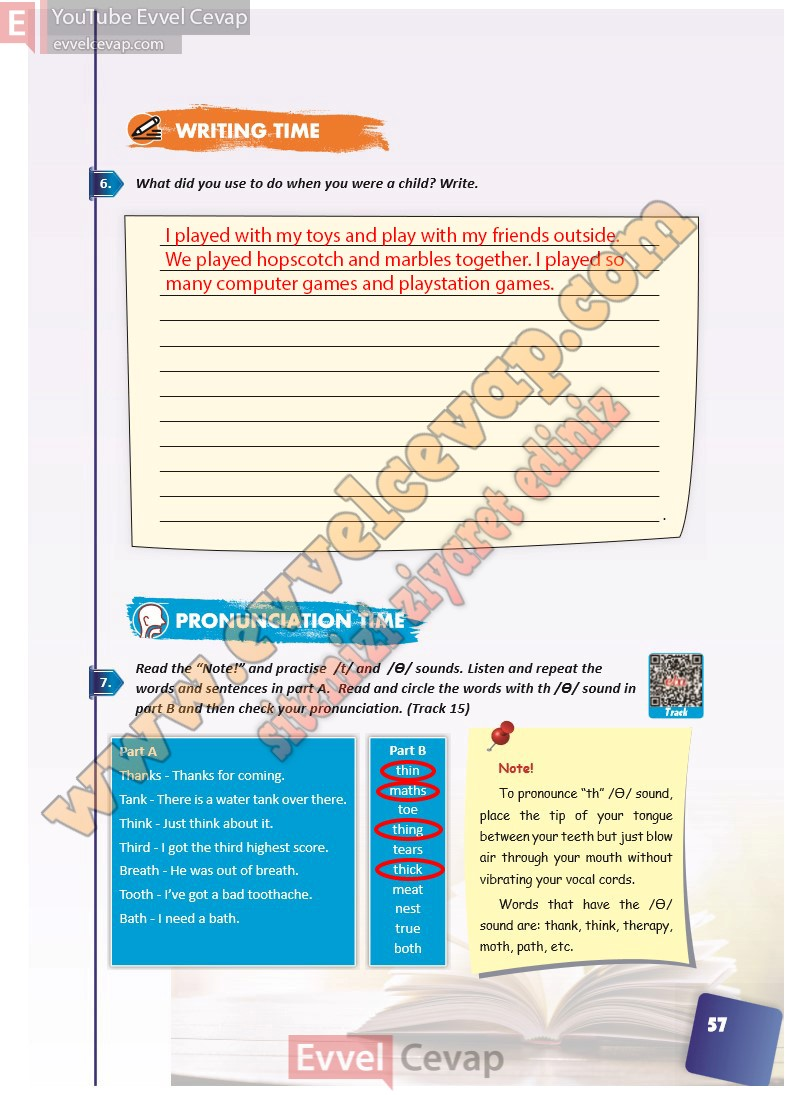 E YouTube Evvel Cevap
evvelcevap.com
WRITING TIME
6. What did you use to do when you were a child? Write.
I played with my toys and play with my friends outside.
We played hopscotch and marbles together. I played so
many computer games and playstation games.
.
www.evvelcevap.com
sitemizi ziyaret ediniz
PRONUNCIATION TIME
7. Read the “Note!” and practise /t/ and /Ɵ/ sounds. Listen and repeat the
words and sentences in part A. Read and circle the words with th /Ɵ/ sound in
part B and then check your pronunciation. (Track 15)
Track
Part A
Thanks - Thanks for coming.
Tank - There is a water tank over there.
Think - Just think about it.
Third - I got the third highest score.
Breath - He was out of breath.
Tooth - I’ve got a bad toothache.
Bath - I need a bath.
Part B
thin
maths
toe
thing
tears
thick
meat
nest
true
both
Note!
To pronounce “th” /Ɵ/ sound,
place the tip of your tongue
between your teeth but just blow
air through your mouth without
vibrating your vocal cords.
Words that have the /Ɵ/
sound are: thank, think, therapy,
moth, path, etc.
57
Evvel Cevap